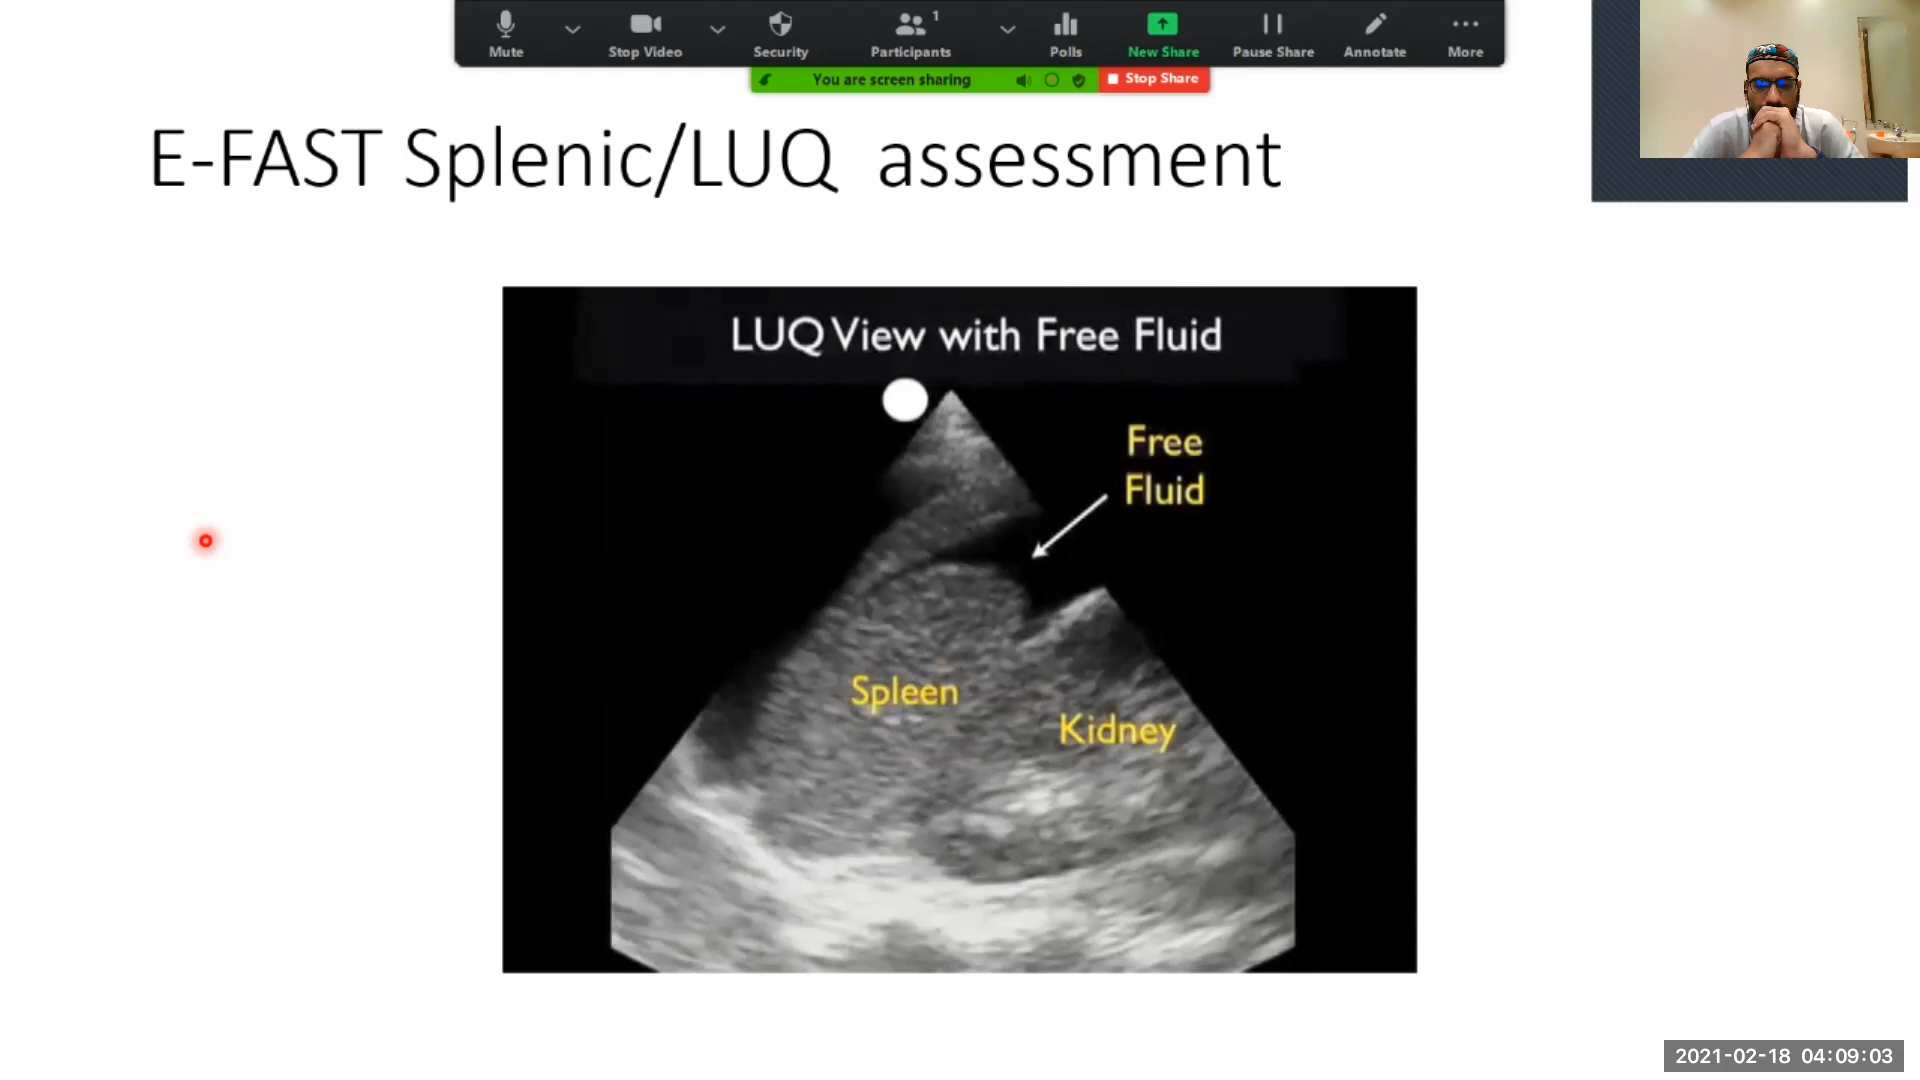 Mute
Stop Video
Security
Participants
1
Polls
New Share
Pause Share
Annotate
More
You are screen sharing
Stop Share
E-FAST Splenic/LUQ assessment
LUQ View with Free Fluid
Free
Fluid
Spleen
Kidney
2021-02-18 04:09:03